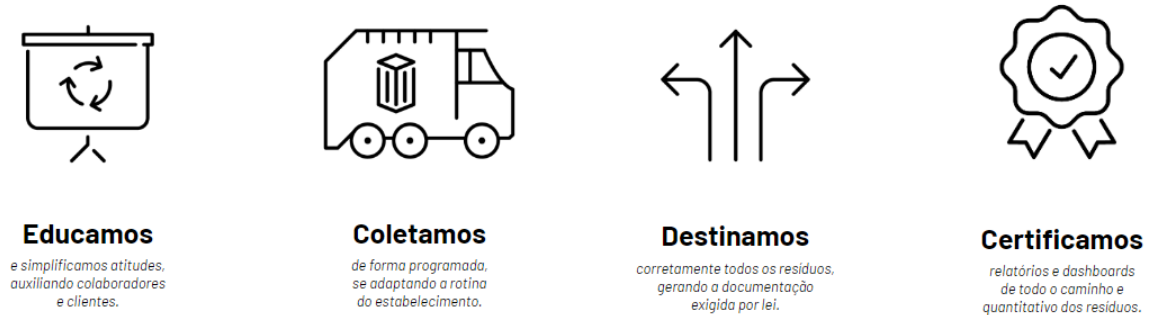 Educamos
e simplificamos atitudes,
auxiliando colaboradores
e clientes.
Coletamos
de forma programada,
se adaptando a rotina
do estabelecimento.
Destinamos
corretamente todos os resíduos,
gerando a documentação
exigida por lei.
Certificamos
relatórios e dashboards
de todo o caminho e
quantitativo dos resíduos.